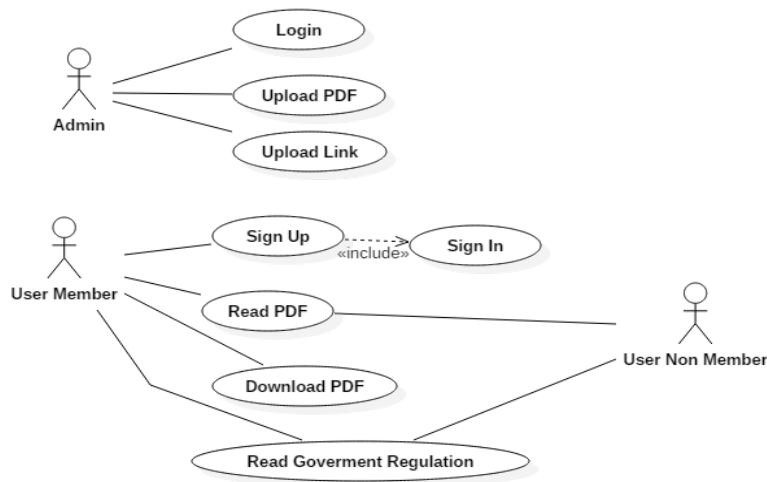 Login
Upload PDF
Admin
Upload Link
Sign Up
«include»
Sign In
User Member
Read PDF
User Non Member
Download PDF
Read Goverment Regulation